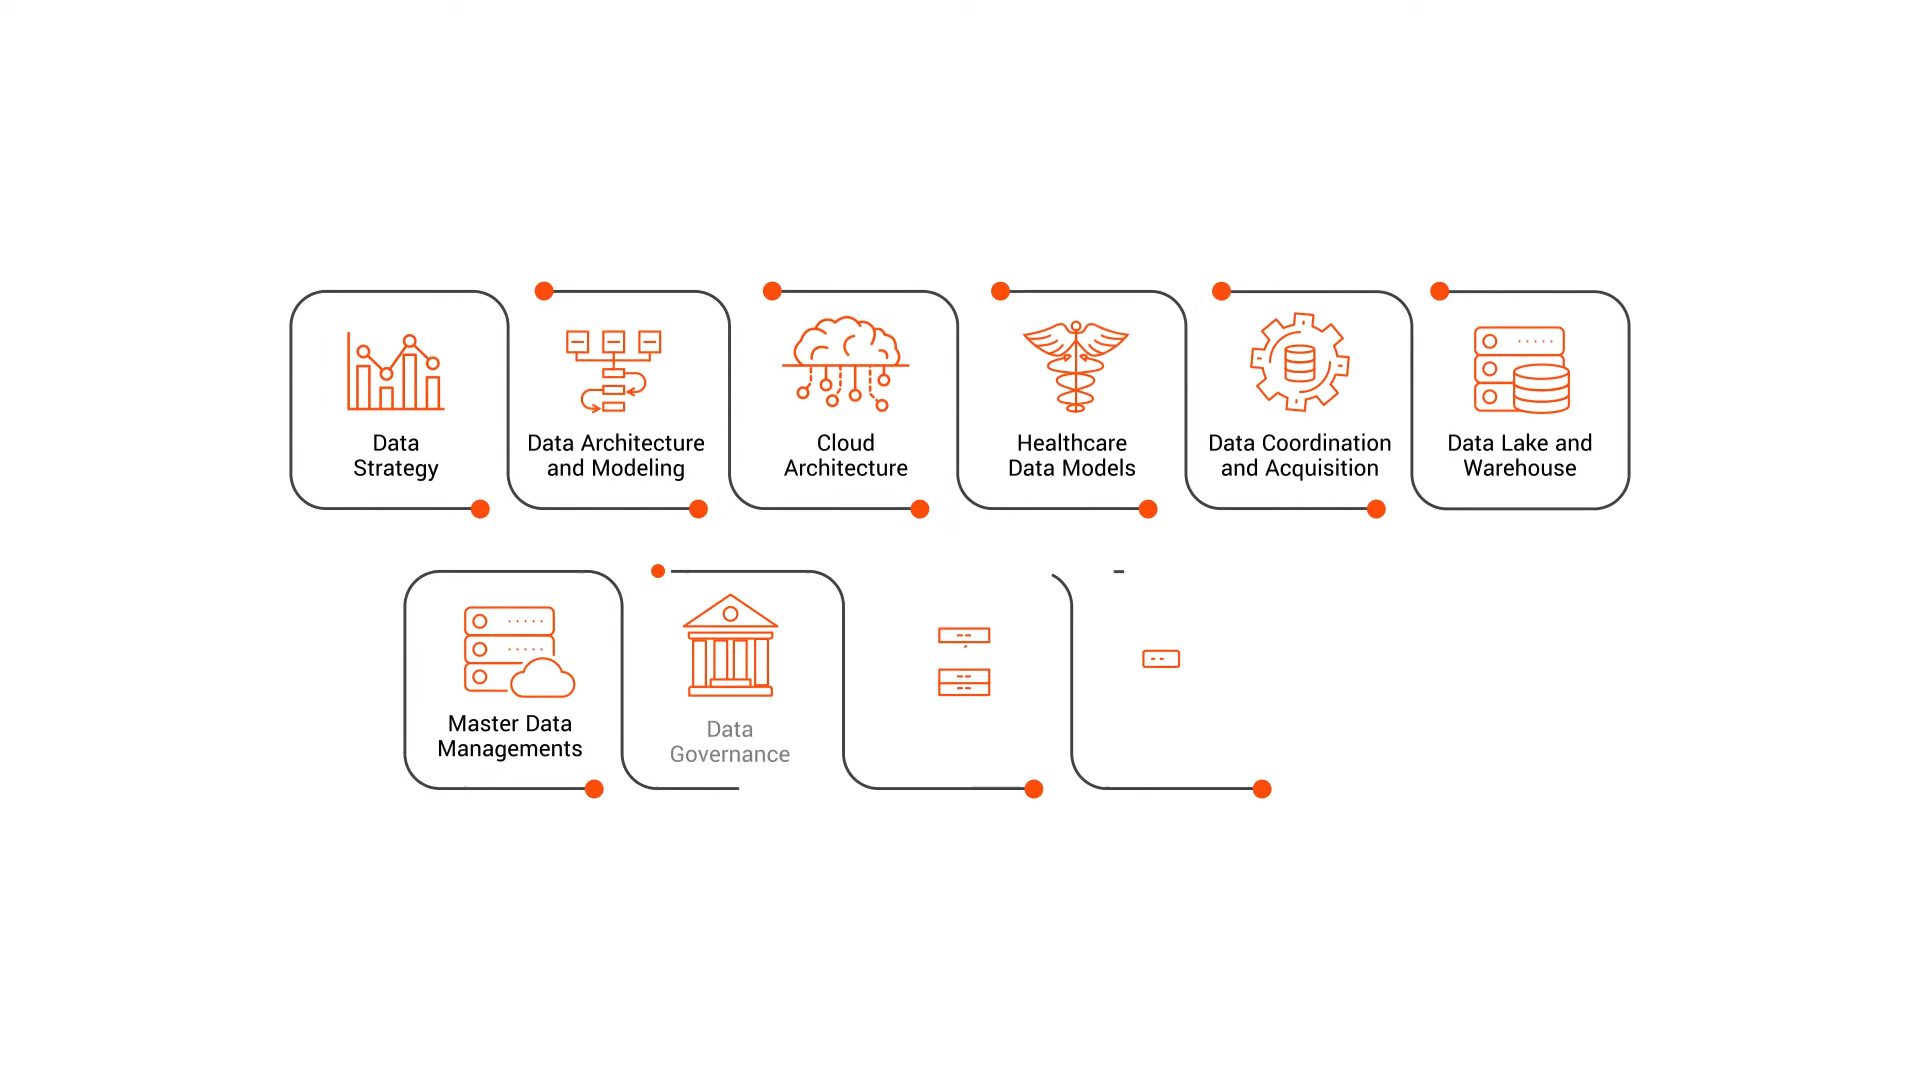 Data
Strategy
Data Architecture
and Modeling
Cloud
Architecture
Healthcare
Data Models
Data Coordination
and Acquisition
Data Lake and
Warehouse
Master Data
Managements
Data
Governance